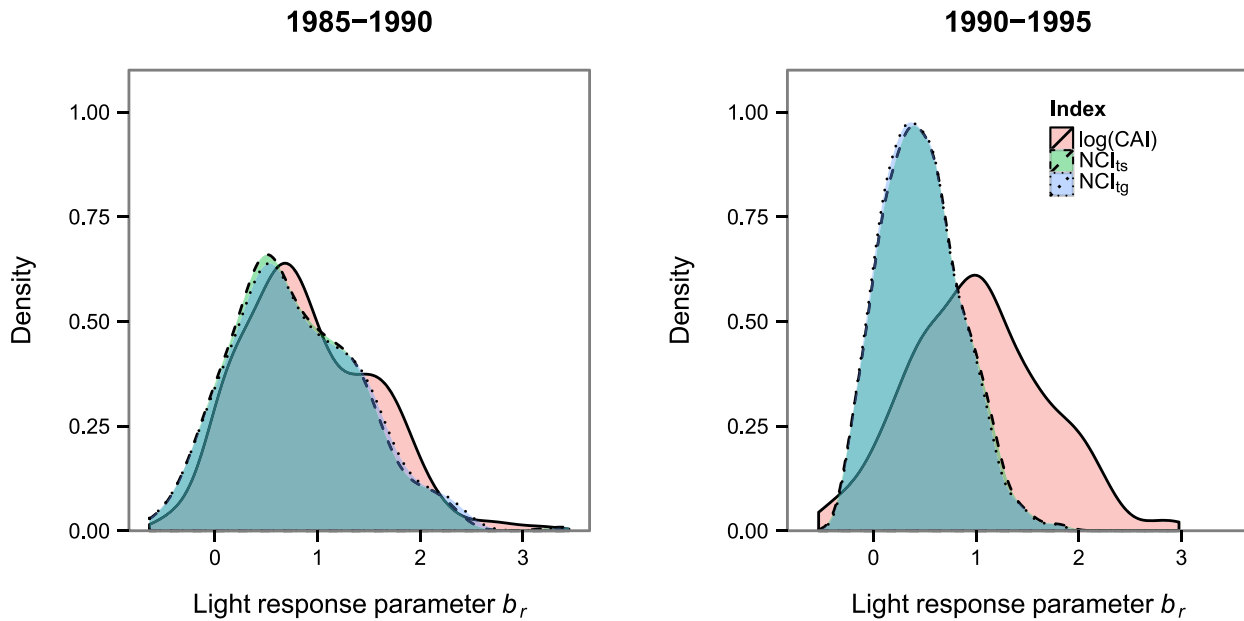 1985−1990
1990−1995
Density
1.00
0.75
0.50
0.25
0.00
0
1
2
3
Light response parameter b_r
Density
1.00
0.75
0.50
0.25
0.00
0
1
2
3
Light response parameter b_r
Index
log(CAI)
NCI_ts
NCI_tg